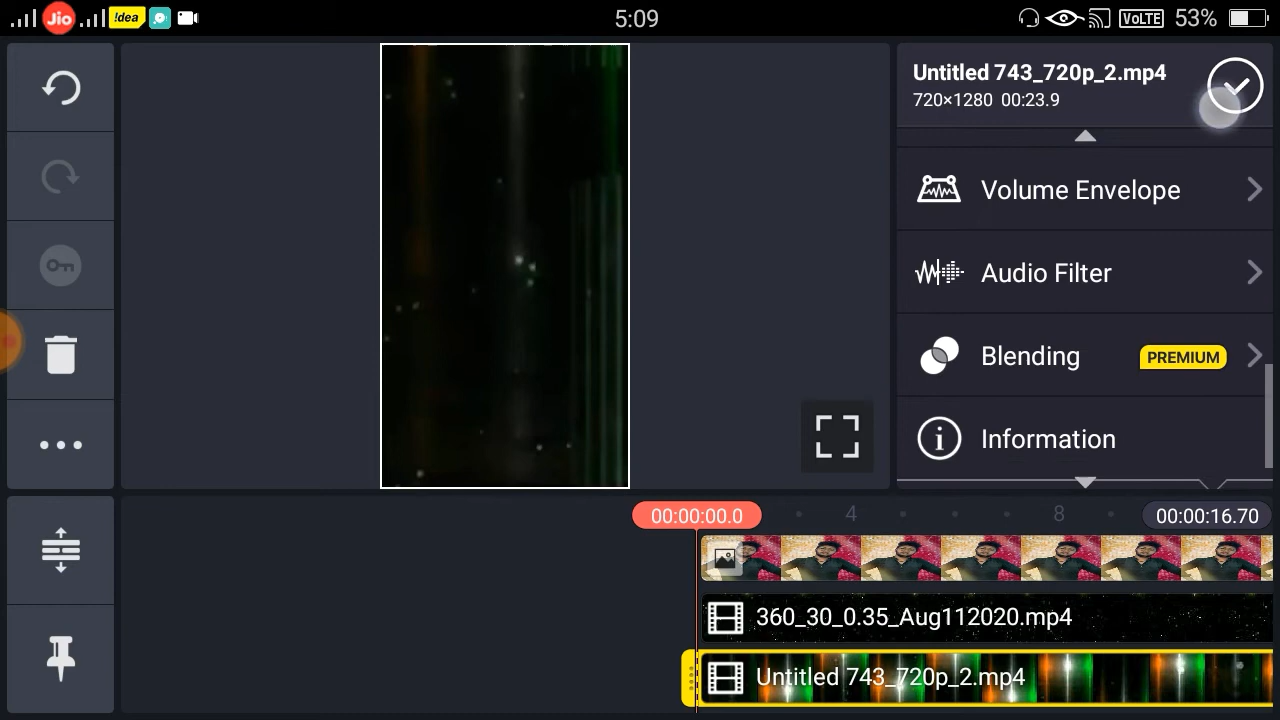 Jio
!dea
5:09
VoLTE
53%
Untitled 743_720p_2.mp4
720×1280 00:23.9
Volume Envelope
Audio Filter
Blending
PREMIUM
Information
00:00:00.0
4
8
00:00:16.70
360_30_0.35_Aug112020.mp4
Untitled 743_720p_2.mp4